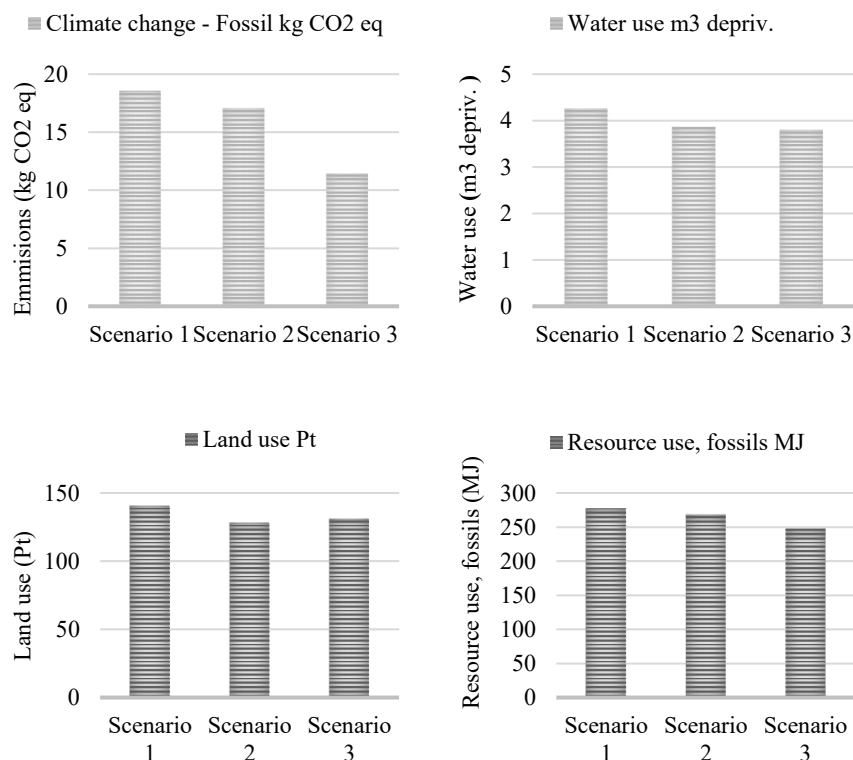 Climate change - Fossil kg CO2 eq
Emmisions (kg CO2 eq)
20
15
10
5
0
Scenario 1 Scenario 2 Scenario 3
Water use m3 depriv.
Water use (m3 depriv. )
5
4
3
2
1
0
Scenario 1 Scenario 2 Scenario 3
Land use Pt
Land use (Pt)
150
100
50
0
Scenario Scenario Scenario
1 2 3
Resource use, fossils MJ
Resource use, fossils (MJ)
300
250
200
150
100
50
0
Scenario Scenario Scenario
1 2 3